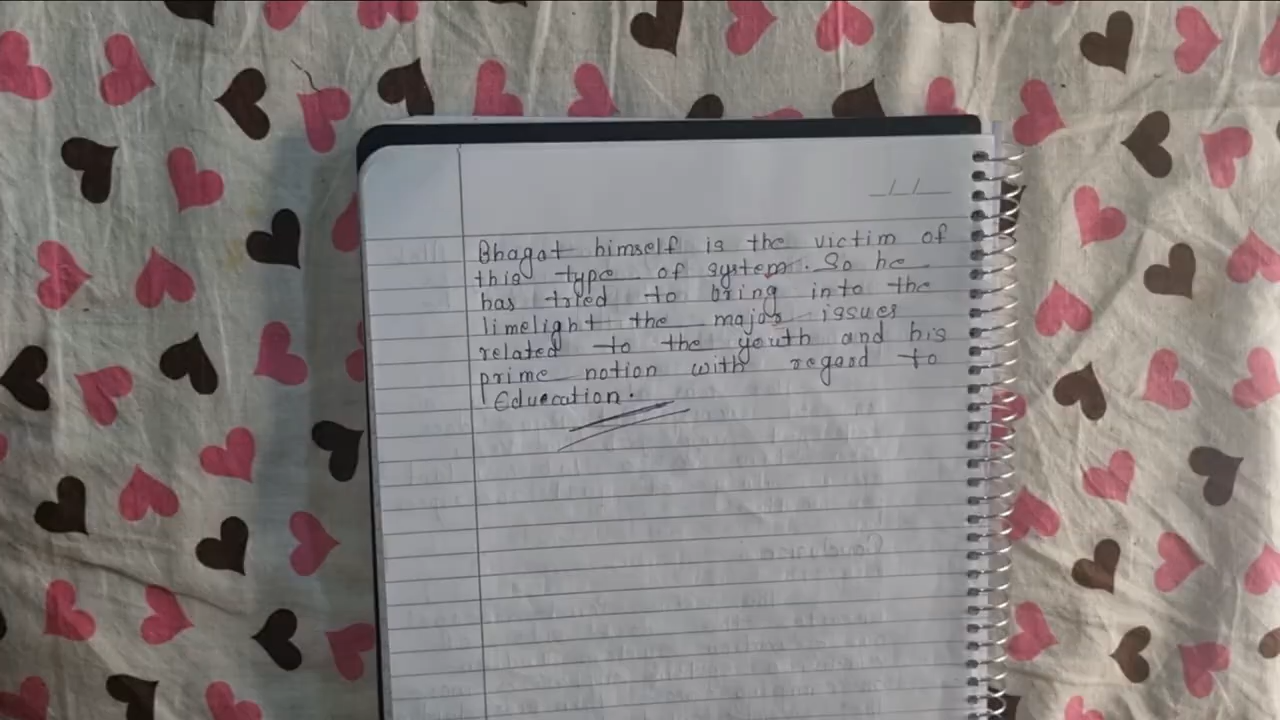 Bhagat himself is the victim of
this type of system. So he
has tried to bring into the
limelight the major issues
related to the youth and his
prime notion with regard to
Eduecation.